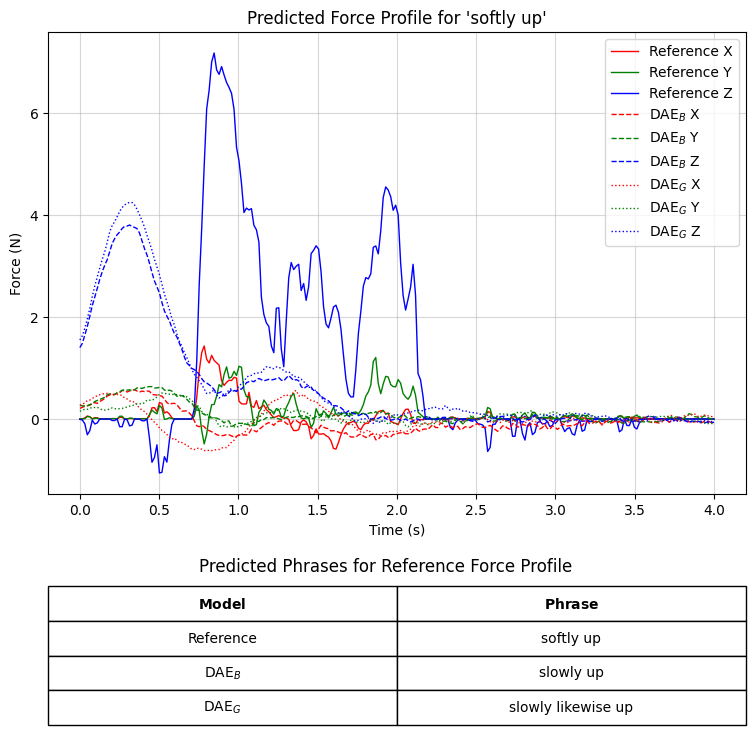 Predicted Force Profile for 'softly up'
Reference X
Reference Y
Reference Z
DAE_B X
DAE_B Y
DAE_B Z
DAE_G X
DAE_G Y
DAE_G Z
6
4
2
0
Force (N)
0.0 0.5 1.0 1.5 2.0 2.5 3.0 3.5 4.0
Time (s)
Predicted Phrases for Reference Force Profile
Model Phrase
Reference softly up
DAE_B slowly up
DAE_G slowly likewise up